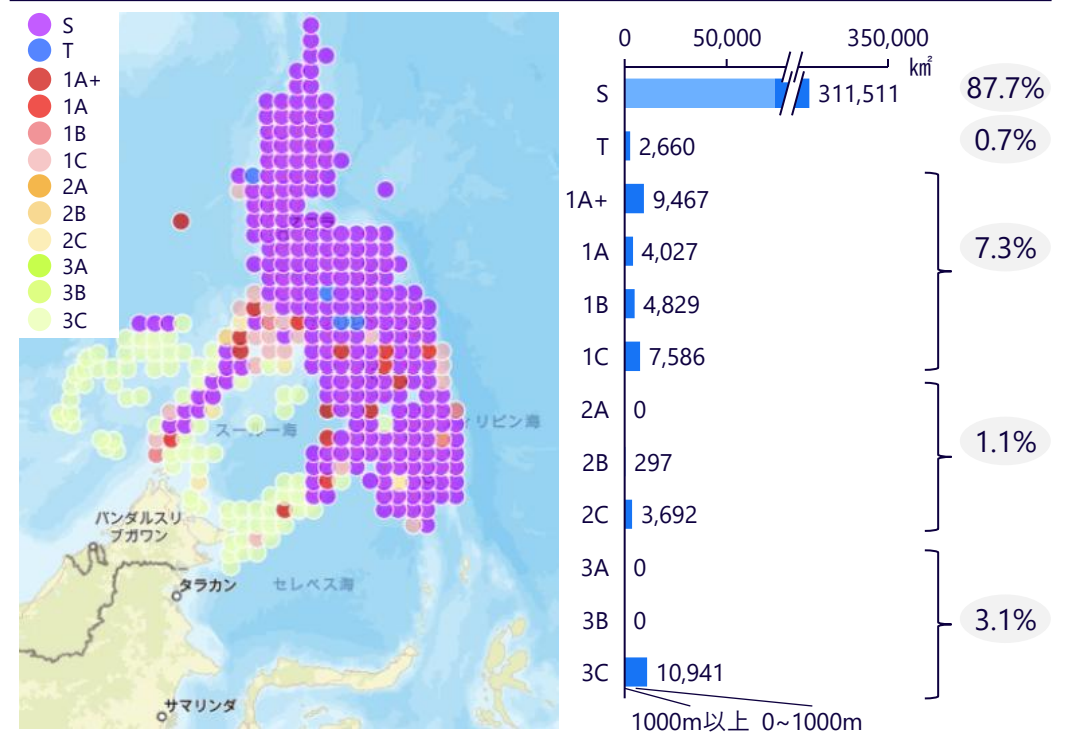 S
T
1A+
1A
1B
1C
2A
2B
2C
3A
3B
3C
スールー海
リピン海
バンダルスリ
ブガワン
タラカン
セレベス海
サマリンダ
0 50,000 350,000
㎢
S 311,511 87.7%
T 2,660 0.7%
1A+ 9,467
1A 4,027
7.3%
1B 4,829
1C 7,586
2A 0
1.1%
2B 297
2C 3,692
3A 0
3B 0
3.1%
3C 10,941
1000m以上 0~1000m